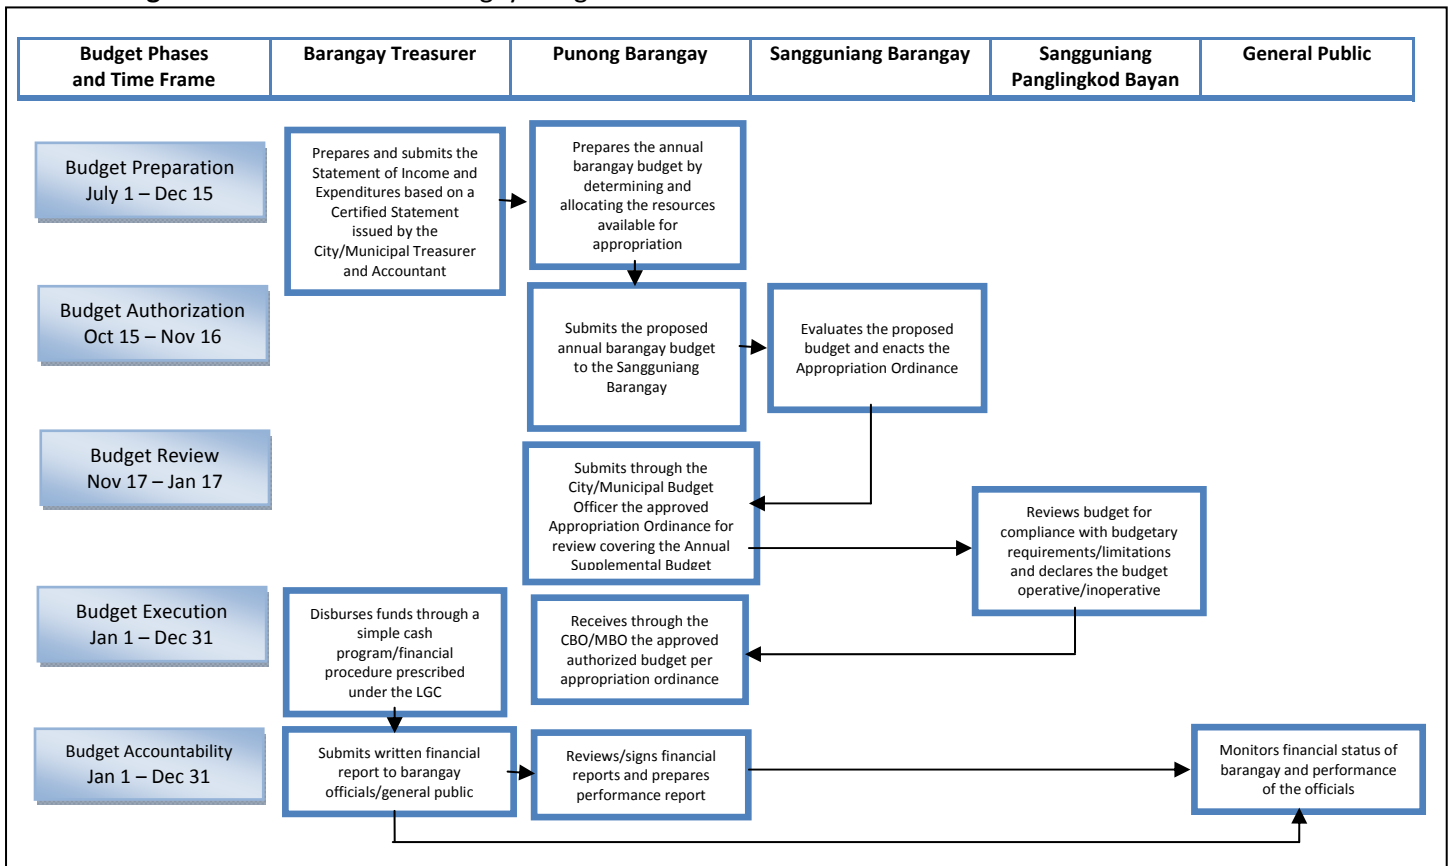 Budget Phases
and Time Frame
Barangay Treasurer
Punong Barangay
Sangguniang Barangay
Sangguniang
Panglingkod Bayan
General Public
Budget Preparation
July 1 – Dec 15
Prepares and submits the
Statement of Income and
Expenditures based on a
Certified Statement
issued by the
City/Municipal Treasurer
and Accountant
Prepares the annual
barangay budget by
determining and
allocating the resources
available for
appropriation
Budget Authorization
Oct 15 – Nov 16
Submits the proposed
annual barangay budget
to the Sangguniang
Barangay
Evaluates the proposed
budget and enacts the
Appropriation Ordinance
Budget Review
Nov 17 – Jan 17
Submits through the
City/Municipal Budget
Officer the approved
Appropriation Ordinance for
review covering the Annual
Supplemental Budget
Reviews budget for
compliance with budgetary
requirements/limitations
and declares the budget
operative/inoperative
Budget Execution
Jan 1 – Dec 31
Disburses funds through a
simple cash
program/financial
procedure prescribed
under the LGC
Receives through the
CBO/MBO the approved
authorized budget per
appropriation ordinance
Budget Accountability
Jan 1 – Dec 31
Submits written financial
report to barangay
officials/general public
Reviews/signs financial
reports and prepares
performance report
Monitors financial status of
barangay and performance
of the officials